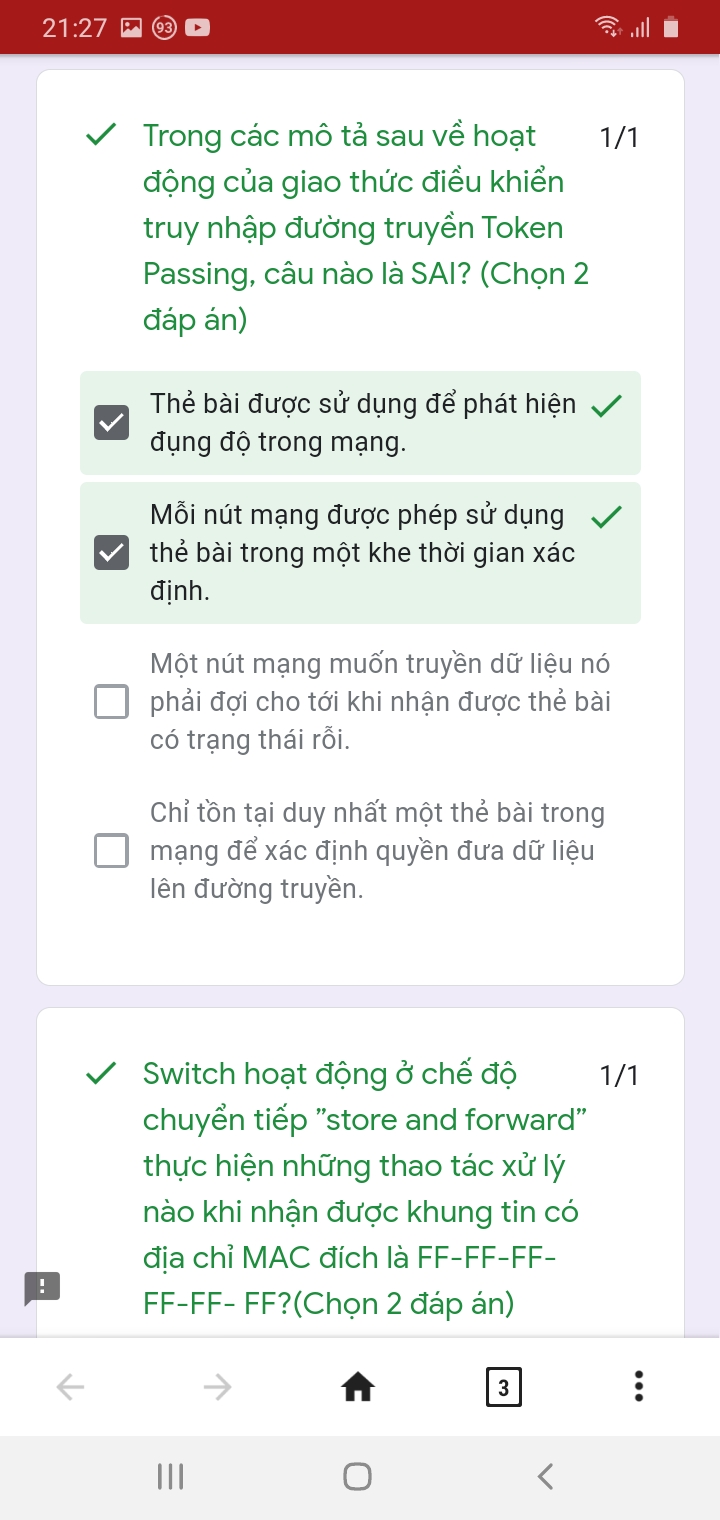 21:27
93
Trong các mô tả sau về hoạt
1/1
động của giao thức điều khiển
truy nhập đường truyền Token
Passing, câu nào là SAI? (Chọn 2
đáp án)
Thẻ bài được sử dụng để phát hiện
đụng độ trong mạng.
Mỗi nút mạng được phép sử dụng
thẻ bài trong một khe thời gian xác
định.
Một nút mạng muốn truyền dữ liệu nó
phải đợi cho tới khi nhận được thẻ bài
có trạng thái rỗi.
Chỉ tồn tại duy nhất một thẻ bài trong
mạng để xác định quyền đưa dữ liệu
lên đường truyền.
Switch hoạt động ở chế độ
1/1
chuyển tiếp ”store and forward”
thực hiện những thao tác xử lý
nào khi nhận được khung tin có
địa chỉ MAC đích là FF-FF-FF-
FF-FF- FF?(Chọn 2 đáp án)
3